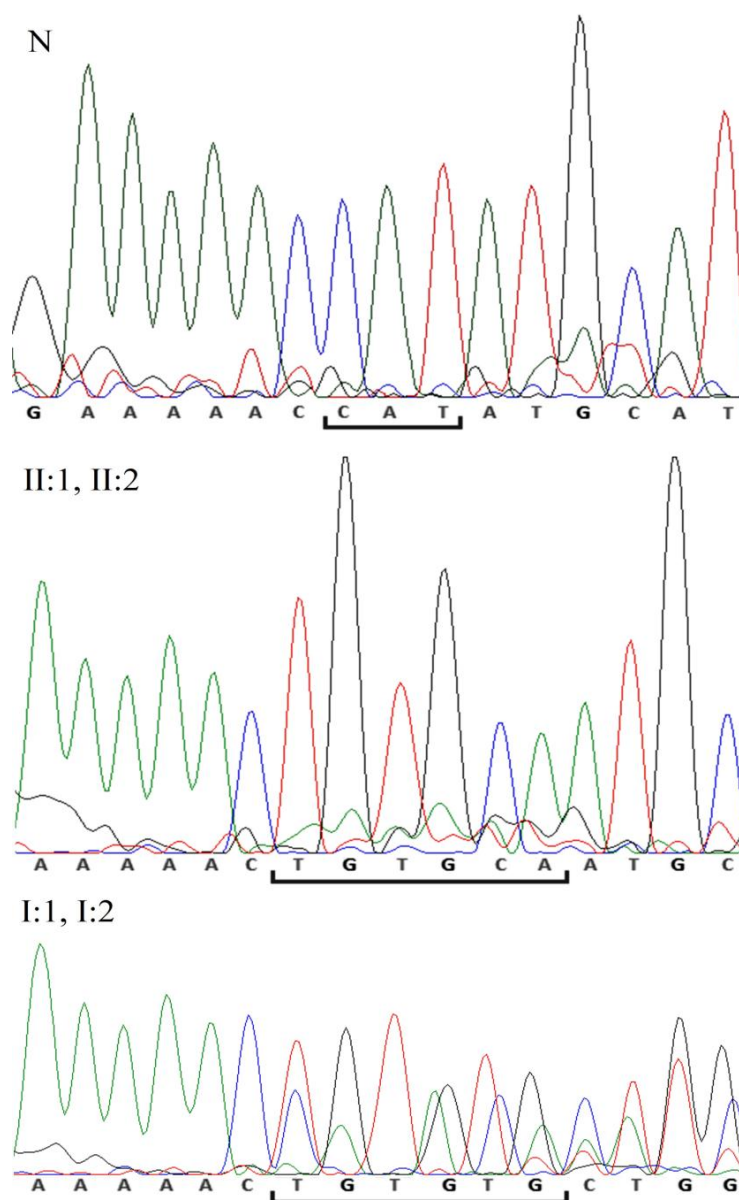 N
G A A A A A C C A T A T G C A T
II:1, II:2
A A A A A C T G T G C A A T G C
I:1, I:2
A A A A A C T G T G T G C T G G